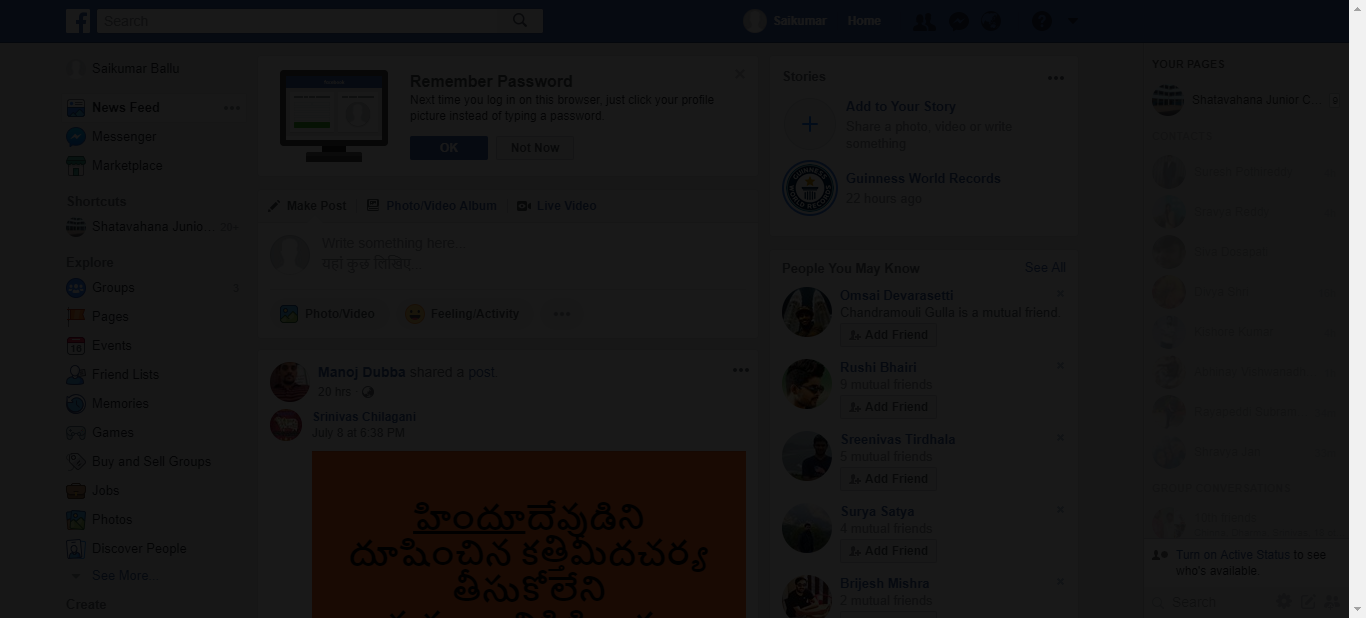 Search
Saikumar
Home
Saikumar Ballu
News Feed
Messenger
Marketplace
Shortcuts
Shatavahana Junio...
Explore
Groups
Pages
16
Events
Friend Lists
Memories
Games
Buy and Sell Groups
Jobs
Photos
Discover People
See More...
Create
Remember Password
Next time you log in on this browser, just click your profile
picture instead of typing a password.
OK
Not Now
Make Post
Photo/Video Album
Live Video
Write something here...
यहां कुछ लिखिए ...
Photo/Video
Feeling/Activity
Manoj Dubba shared a post.
20 hrs
Srinivas Chilagani
July 8 at 6:38 PM
హిందూదేవుడిని
దూషించిన కత్తిమీదచర్య
తీసుకోలేని
Stories
Add to Your Story
Share a photo, video or write
something
Guinness World Records
22 hours ago
People You May Know
See All
Omsai Devarasetti
Chandramouli Gulla is a mutual friend.
Add Friend
Rushi Bhairi
9 mutual friends
Add Friend
Sreenivas Tirdhala
5 mutual friends
Add Friend
Surya Satya
4 mutual friends
Add Friend
Brijesh Mishra
2 mutual friends
YOUR PAGES
Shatavahana Junior C...
CONTACTS
Turn on Active Status to see
who's available.
Search